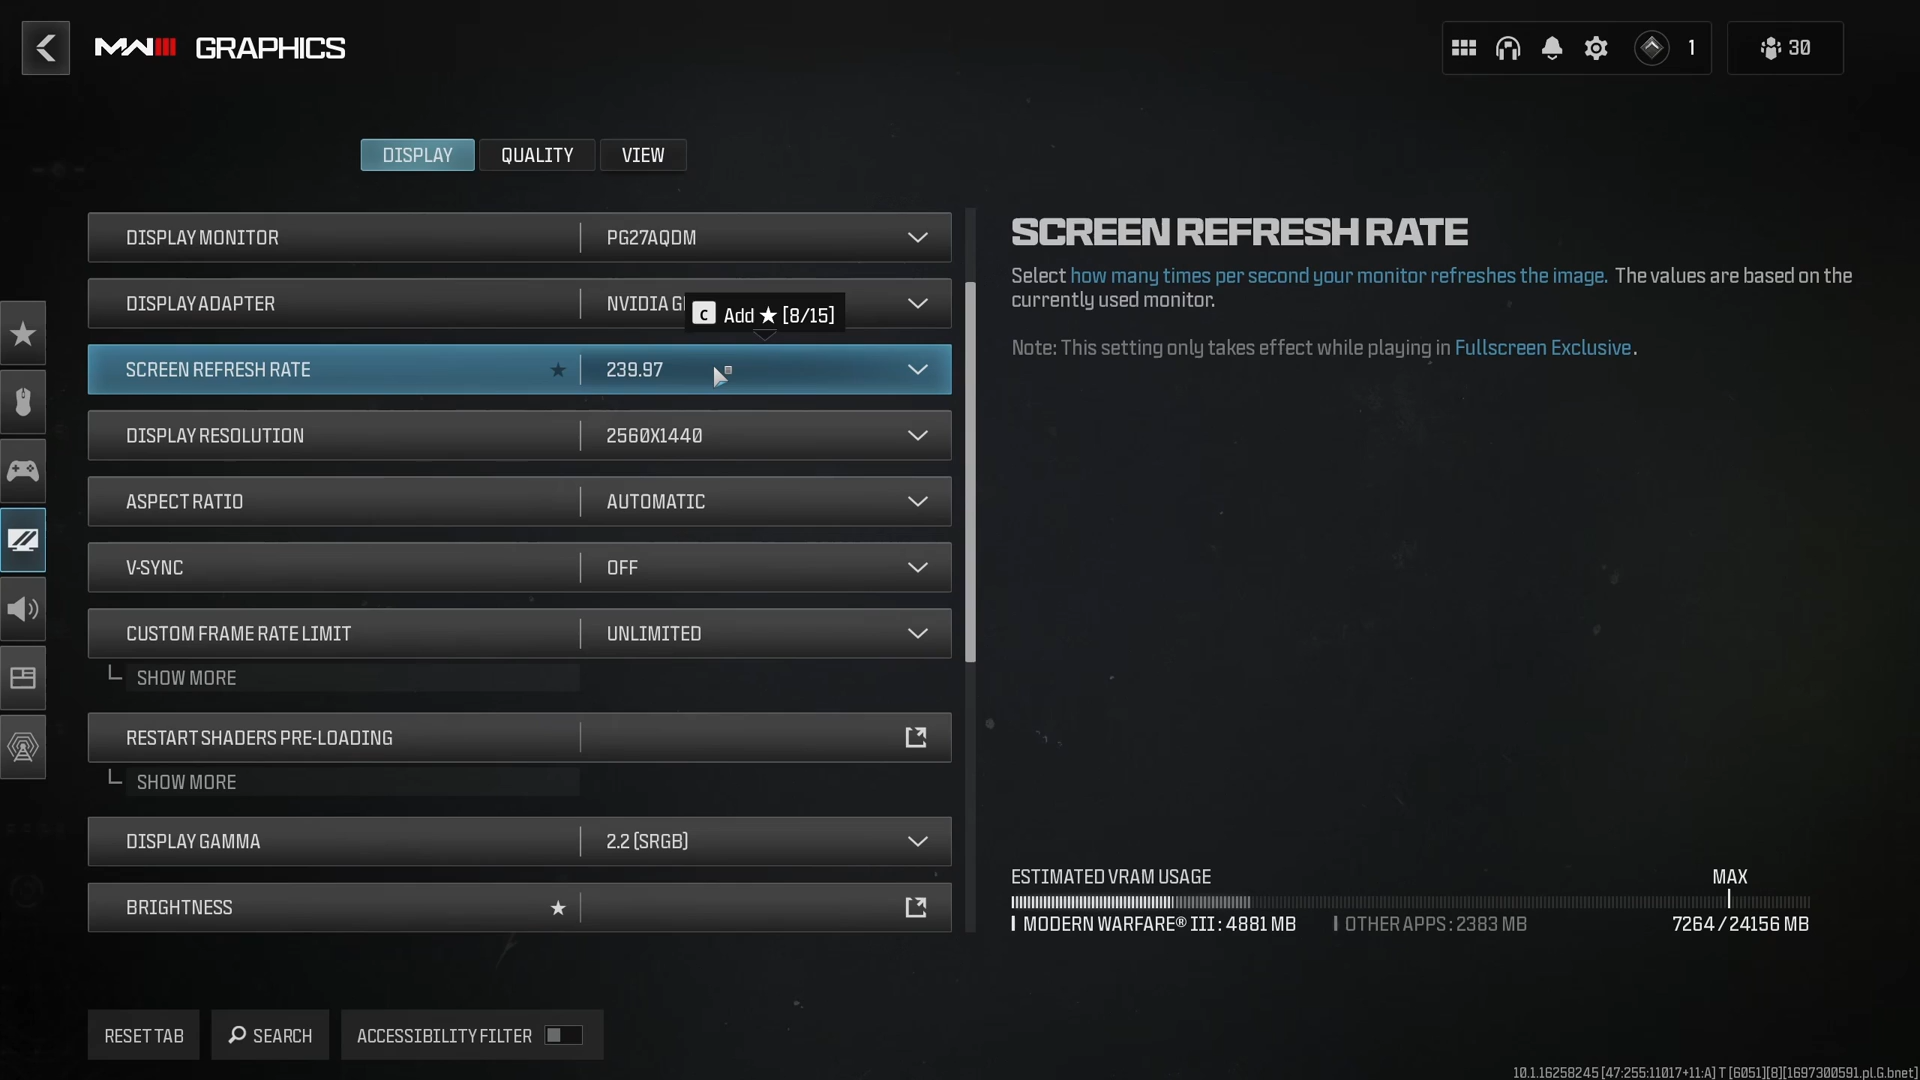 MWIII GRAPHICS
1
30
DISPLAY
QUALITY
VIEW
DISPLAY MONITOR
PG27AQDM
DISPLAY ADAPTER
NVIDIA
C Add ★ [8/15]
SCREEN REFRESH RATE
239.97
DISPLAY RESOLUTION
2560X1440
ASPECT RATIO
AUTOMATIC
V-SYNC
OFF
CUSTOM FRAME RATE LIMIT
UNLIMITED
SHOW MORE
RESTART SHADERS PRE-LOADING
SHOW MORE
DISPLAY GAMMA
2.2 (SRGB)
BRIGHTNESS
SCREEN REFRESH RATE
Select how many times per second your monitor refreshes the image. The values are based on the
currently used monitor.
Note: This setting only takes effect while playing in Fullscreen Exclusive.
ESTIMATED VRAM USAGE
MAX
MODERN WARFARE® III : 4881 MB
OTHER APPS : 2383 MB
7264 / 24156 MB
RESET TAB
SEARCH
ACCESSIBILITY FILTER
10.1.16258245 [47:255:11017+11:A] T [6051][8][1697300591.pl.G.bnet]